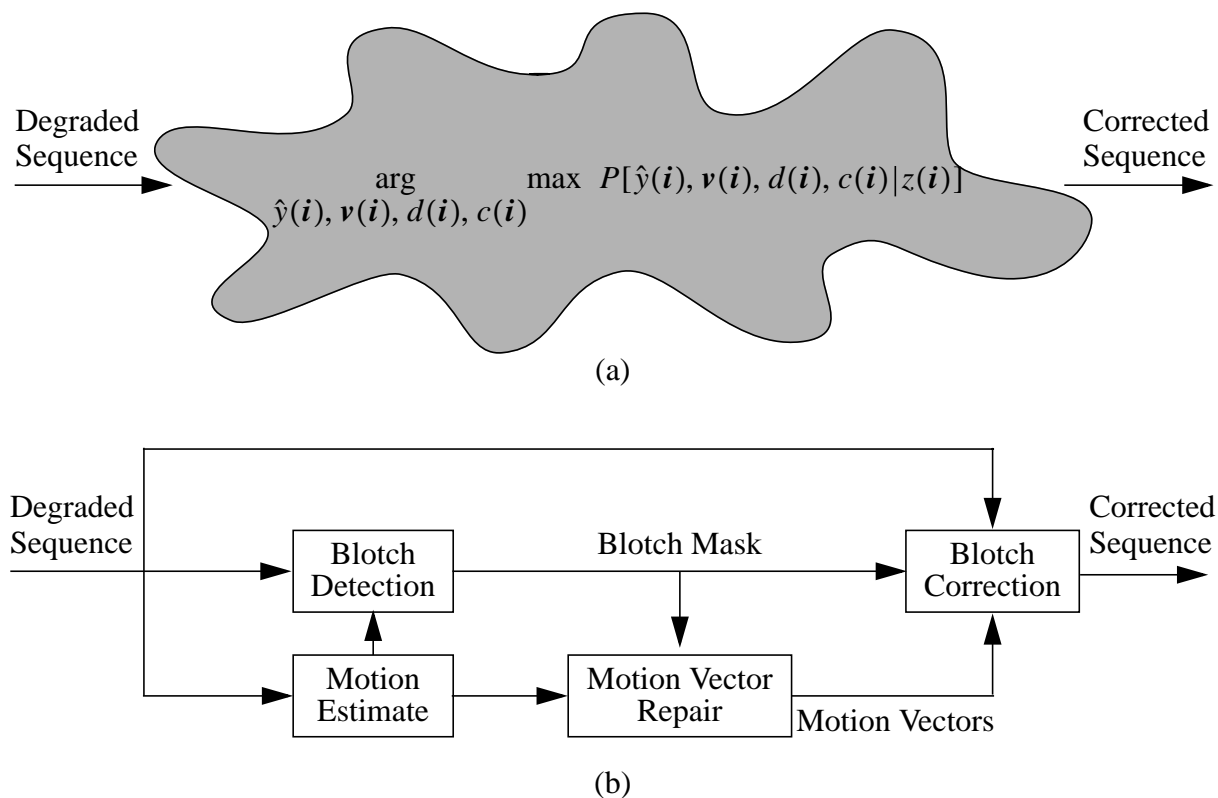 Degraded
Sequence
Corrected
Sequence
arg max P[ŷ(i), v(i), d(i), c(i)|z(i)]
ŷ(i), v(i), d(i), c(i)
(a)
Degraded
Sequence
Blotch
Detection
Blotch Mask
Blotch
Correction
Corrected
Sequence
Motion
Estimate
Motion Vector
Repair
Motion Vectors
(b)